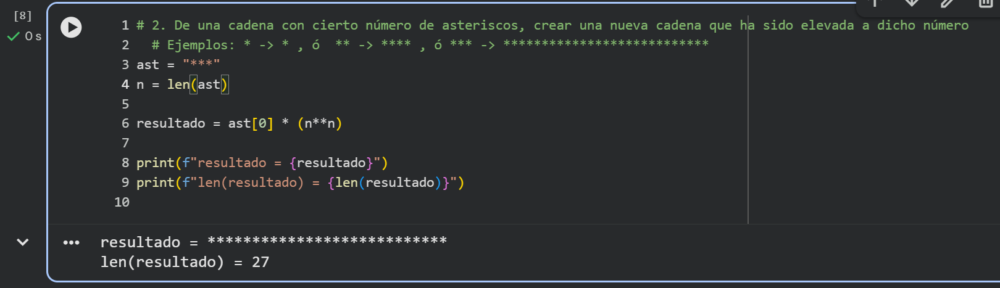 [8]
0 s
1 # 2. De una cadena con cierto número de asteriscos, crear una nueva cadena que ha sido elevada a dicho número
2   # Ejemplos: * -> * , ó  ** -> **** , ó *** -> ***************************
3 ast = "***"
4 n = len(ast)
5
6 resultado = ast[0] * (n**n)
7
8 print(f"resultado = {resultado}")
9 print(f"len(resultado) = {len(resultado)}")
10
resultado = ***************************
len(resultado) = 27